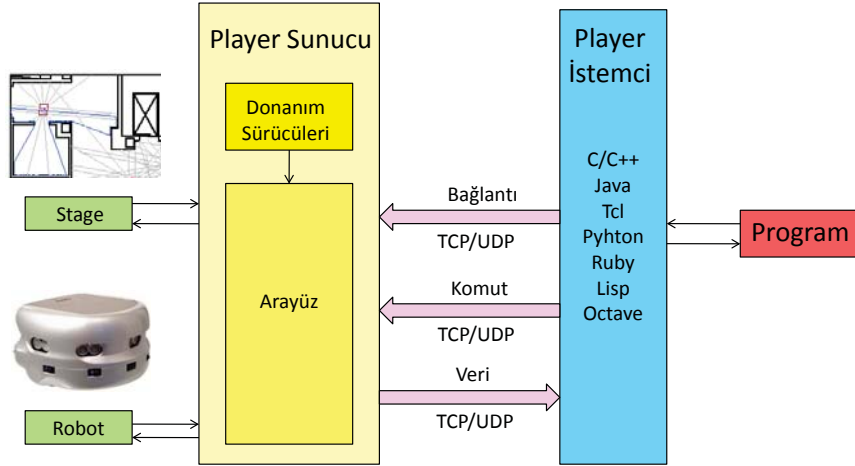 Player Sunucu
Donanım
Sürücüleri
Arayüz
Stage
Robot
Bağlantı
TCP/UDP
Komut
TCP/UDP
Veri
TCP/UDP
Player
İstemci
C/C++
Java
Tcl
Pyhton
Ruby
Lisp
Octave
Program